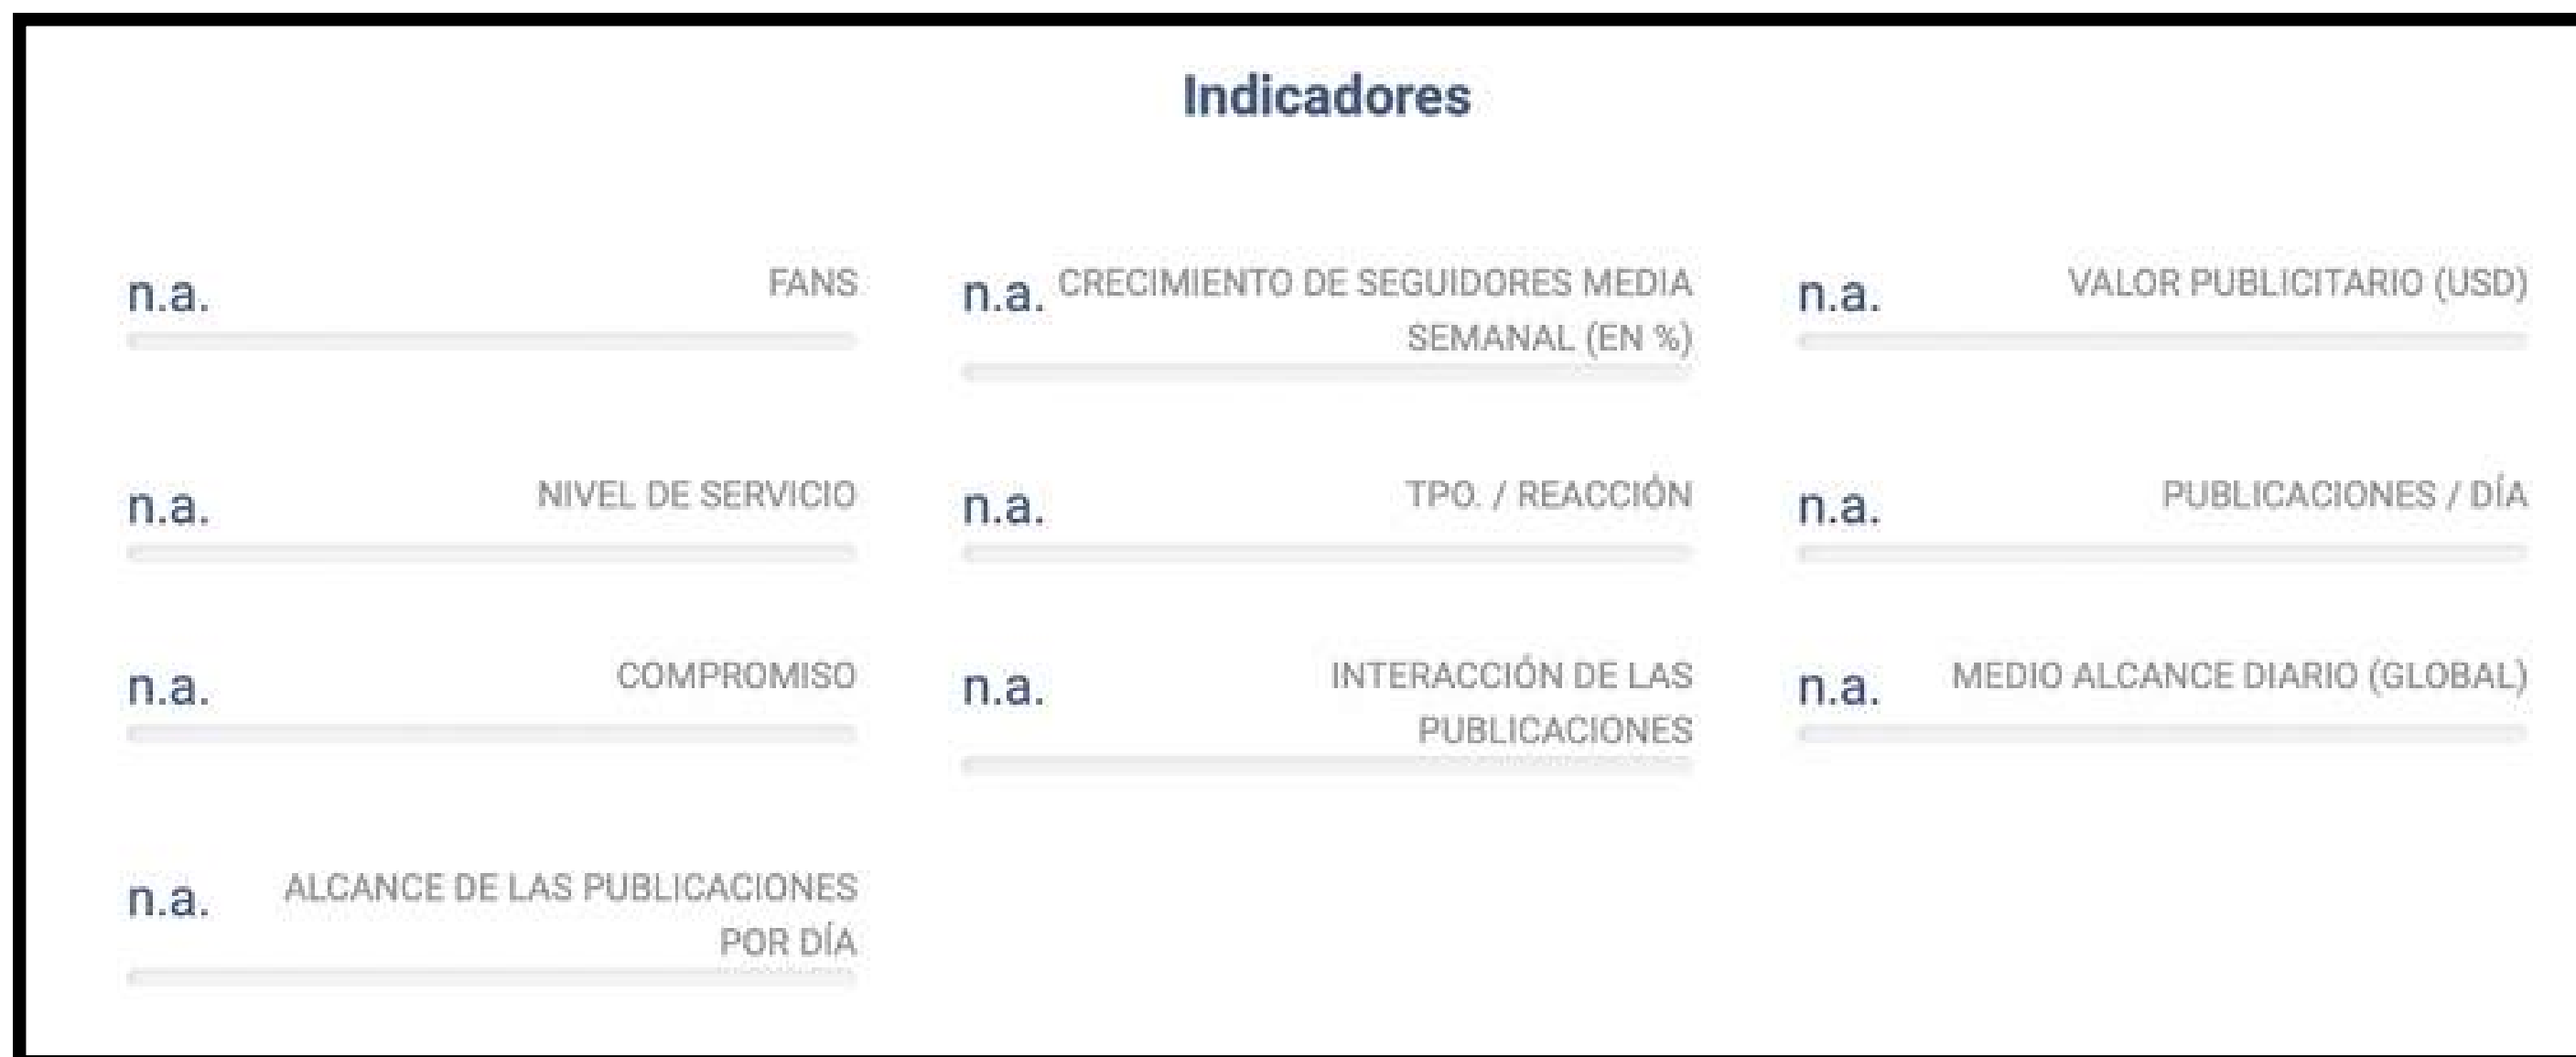 Indicadores
n.a. FANS
n.a. CRECIMIENTO DE SEGUIDORES MEDIA
SEMANAL (EN %)
n.a. VALOR PUBLICITARIO (USD)
n.a. NIVEL DE SERVICIO
n.a. TPO. / REACCIÓN
n.a. PUBLICACIONES / DÍA
n.a. COMPROMISO
n.a. INTERACCIÓN DE LAS
PUBLICACIONES
n.a. MEDIO ALCANCE DIARIO (GLOBAL)
n.a. ALCANCE DE LAS PUBLICACIONES
POR DÍA